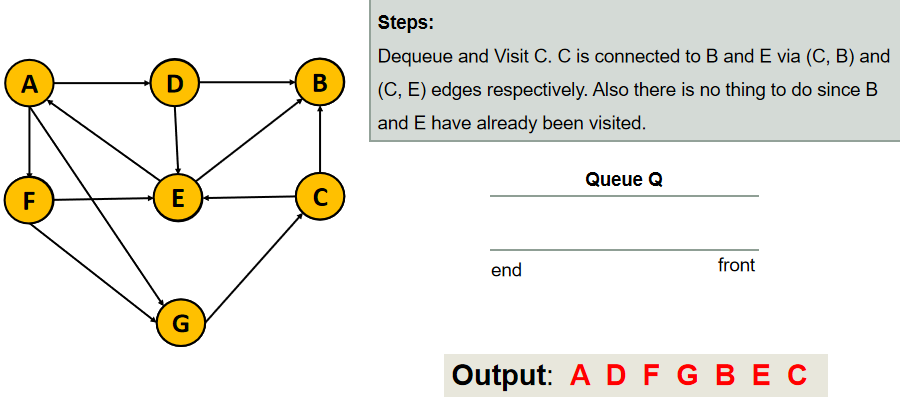 Steps:
Dequeue and Visit C. C is connected to B and E via (C, B) and
(C, E) edges respectively. Also there is no thing to do since B
and E have already been visited.
A D B
F E C
G
Queue Q
end front
Output: A D F G B E C